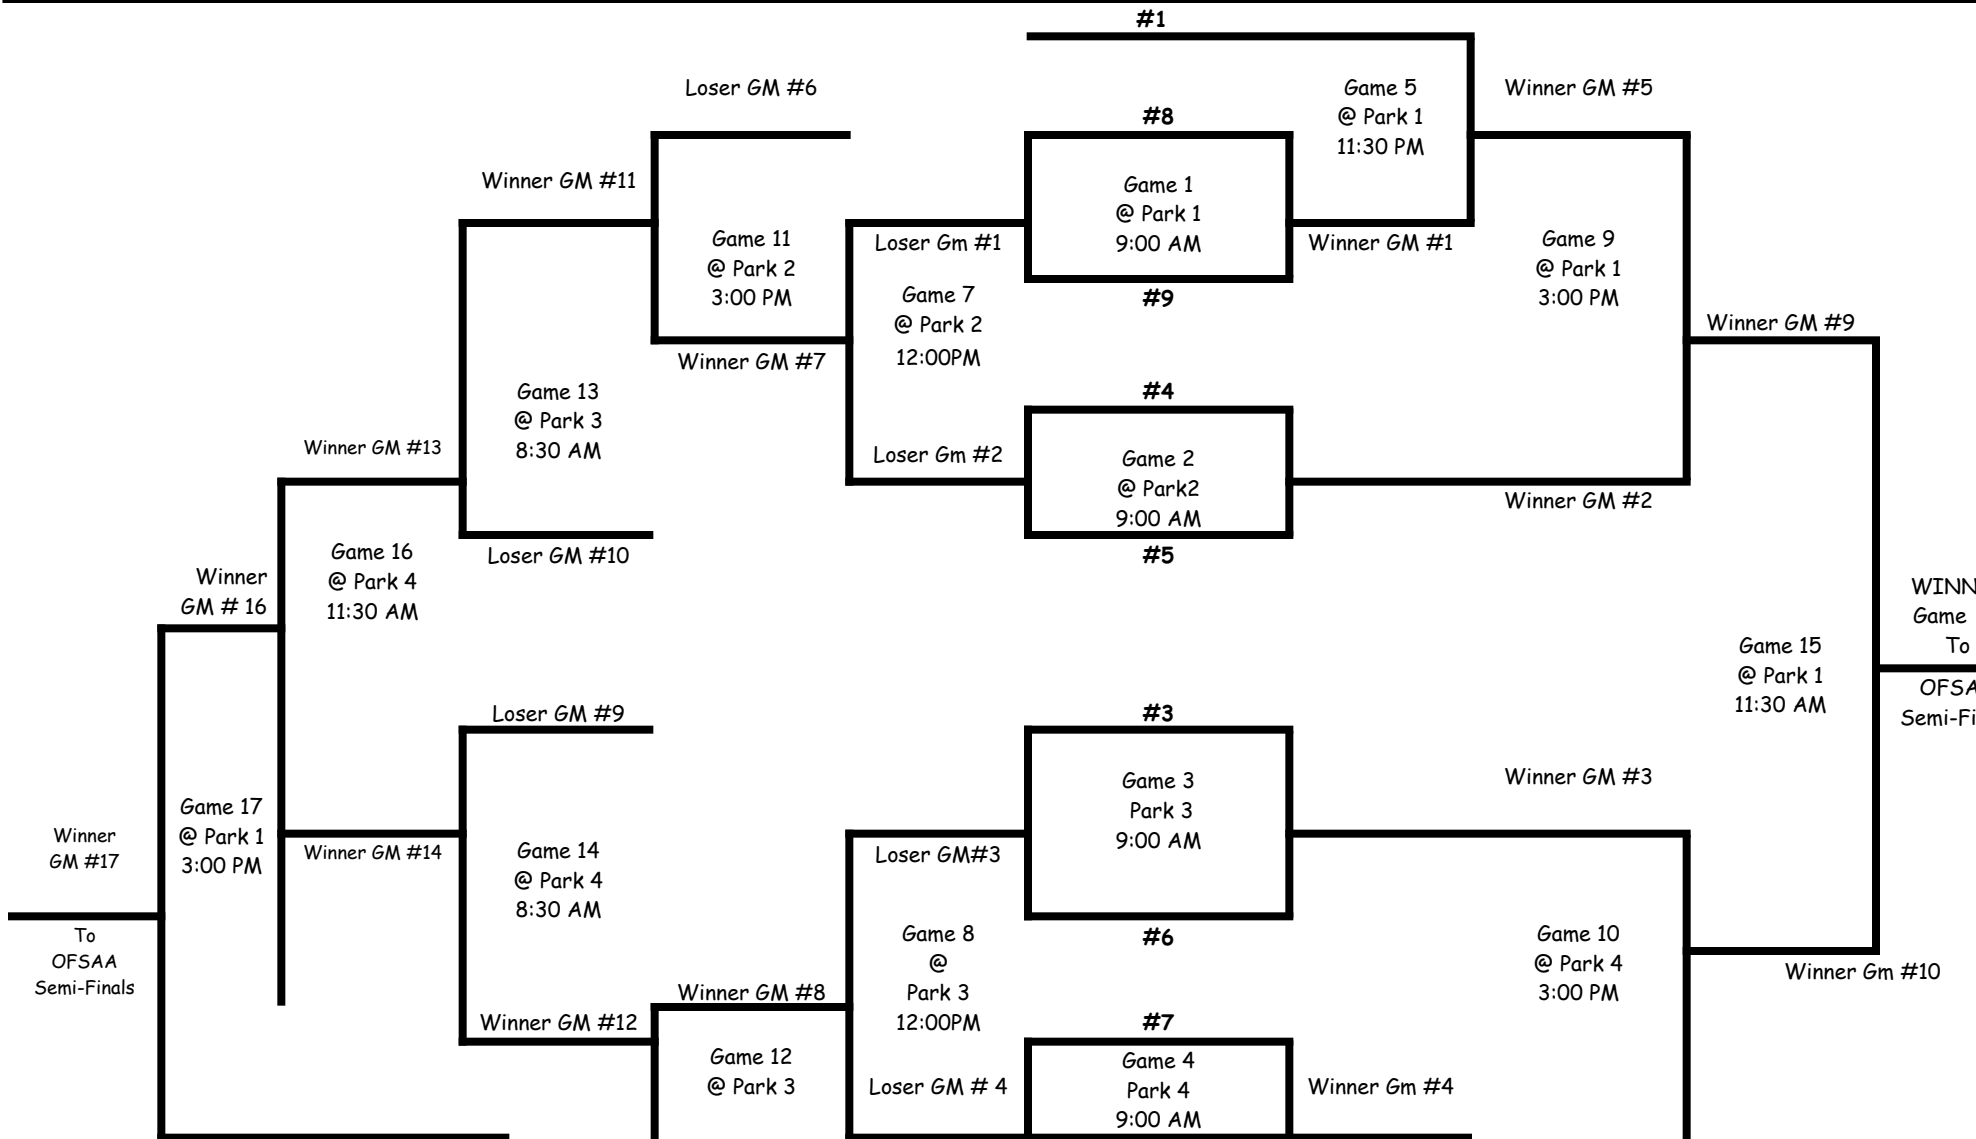 #1
Loser GM #6
Game 5
@ Park 1
11:30 PM
Winner GM #5
#8
Winner GM #11
Game 1
@ Park 1
9:00 AM
Game 11
@ Park 2
3:00 PM
Loser Gm #1
Winner GM #1
Game 9
@ Park 1
3:00 PM
Game 7
@ Park 2
12:00PM
#9
Winner GM #9
Winner GM #7
Game 13
@ Park 3
8:30 AM
#4
Winner GM #13
Loser Gm #2
Game 2
@ Park2
9:00 AM
Winner GM #2
Game 16
@ Park 4
11:30 AM
Loser GM #10
#5
Winner
GM # 16
WINN
Game
To
OFSA
Semi-Fi
Game 15
@ Park 1
11:30 AM
Loser GM #9
#3
Game 3
Park 3
9:00 AM
Winner GM #3
Game 17
@ Park 1
3:00 PM
Winner
GM #17
Winner GM #14
Game 14
@ Park 4
8:30 AM
Loser GM#3
To
OFSAA
Semi-Finals
Game 8
@
Park 3
12:00PM
#6
Game 10
@ Park 4
3:00 PM
Winner Gm #10
Winner GM #8
Winner GM #12
#7
Game 12
@ Park 3
Loser GM # 4
Game 4
Park 4
9:00 AM
Winner Gm #4